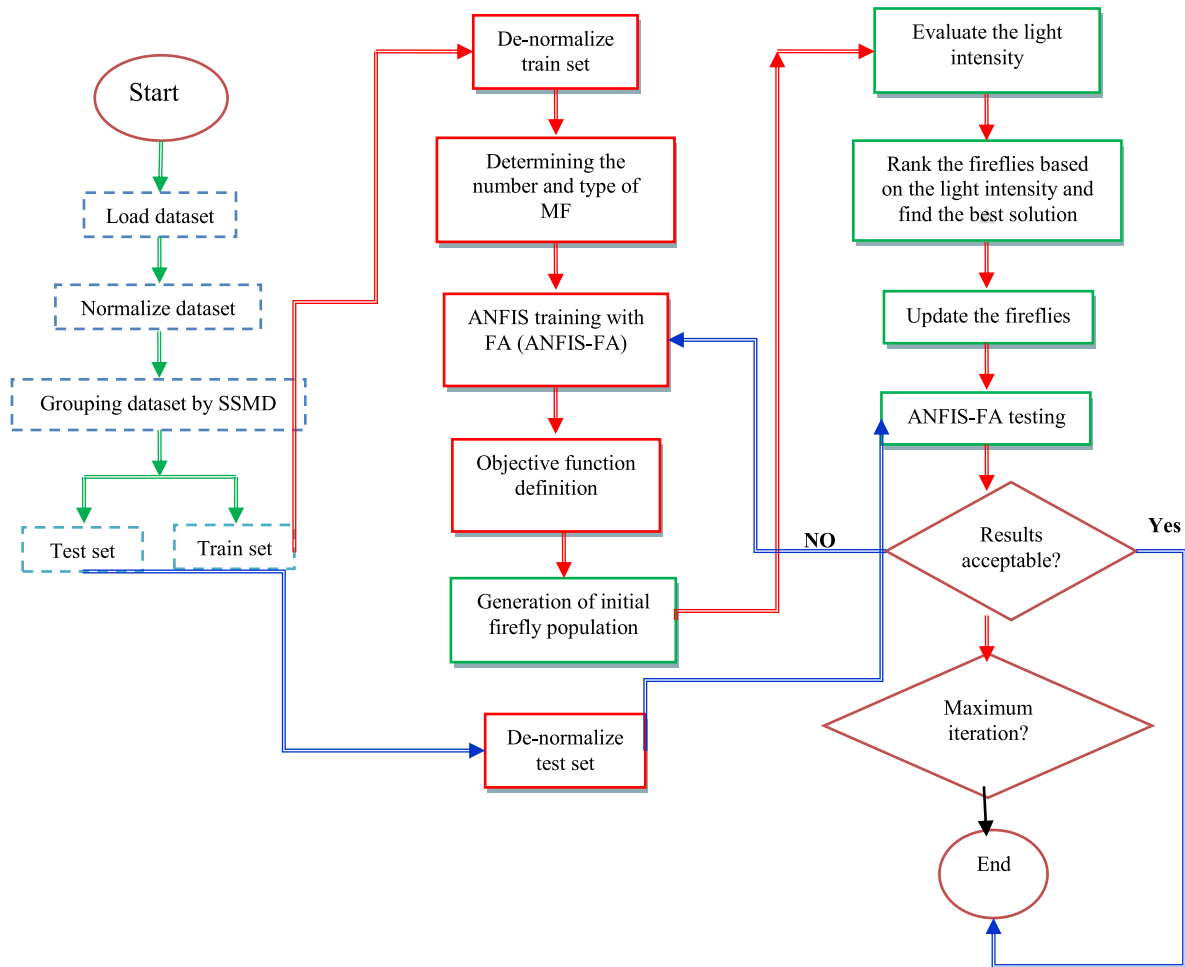 Start
Load dataset
Normalize dataset
Grouping dataset by SSMD
Test set
Train set
De-normalize
train set
Determining the
number and type of
MF
ANFIS training with
FA (ANFIS-FA)
Objective function
definition
Generation of initial
firefly population
De-normalize
test set
Evaluate the light
intensity
Rank the fireflies based
on the light intensity and
find the best solution
Update the fireflies
ANFIS-FA testing
Results
acceptable?
NO
Yes
Maximum
iteration?
End